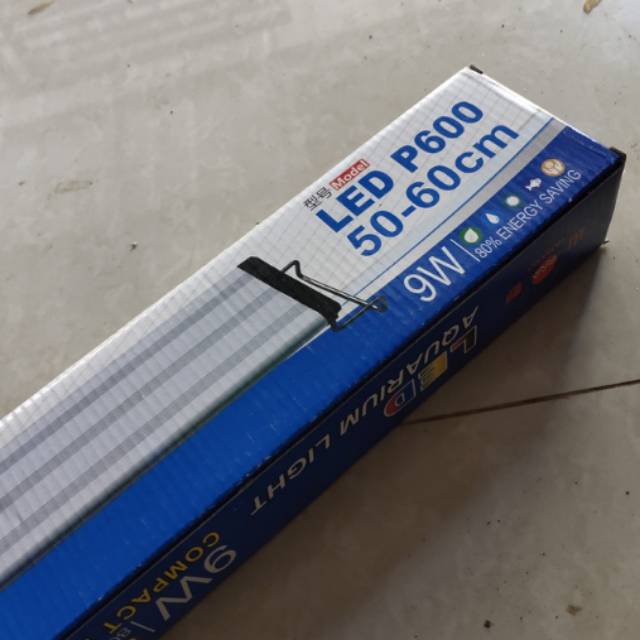 型号 Model
LED P600
50-60cm
9W
80% ENERGY SAVING
LED
AQUARIUM LIGHT
9W
COMPACT